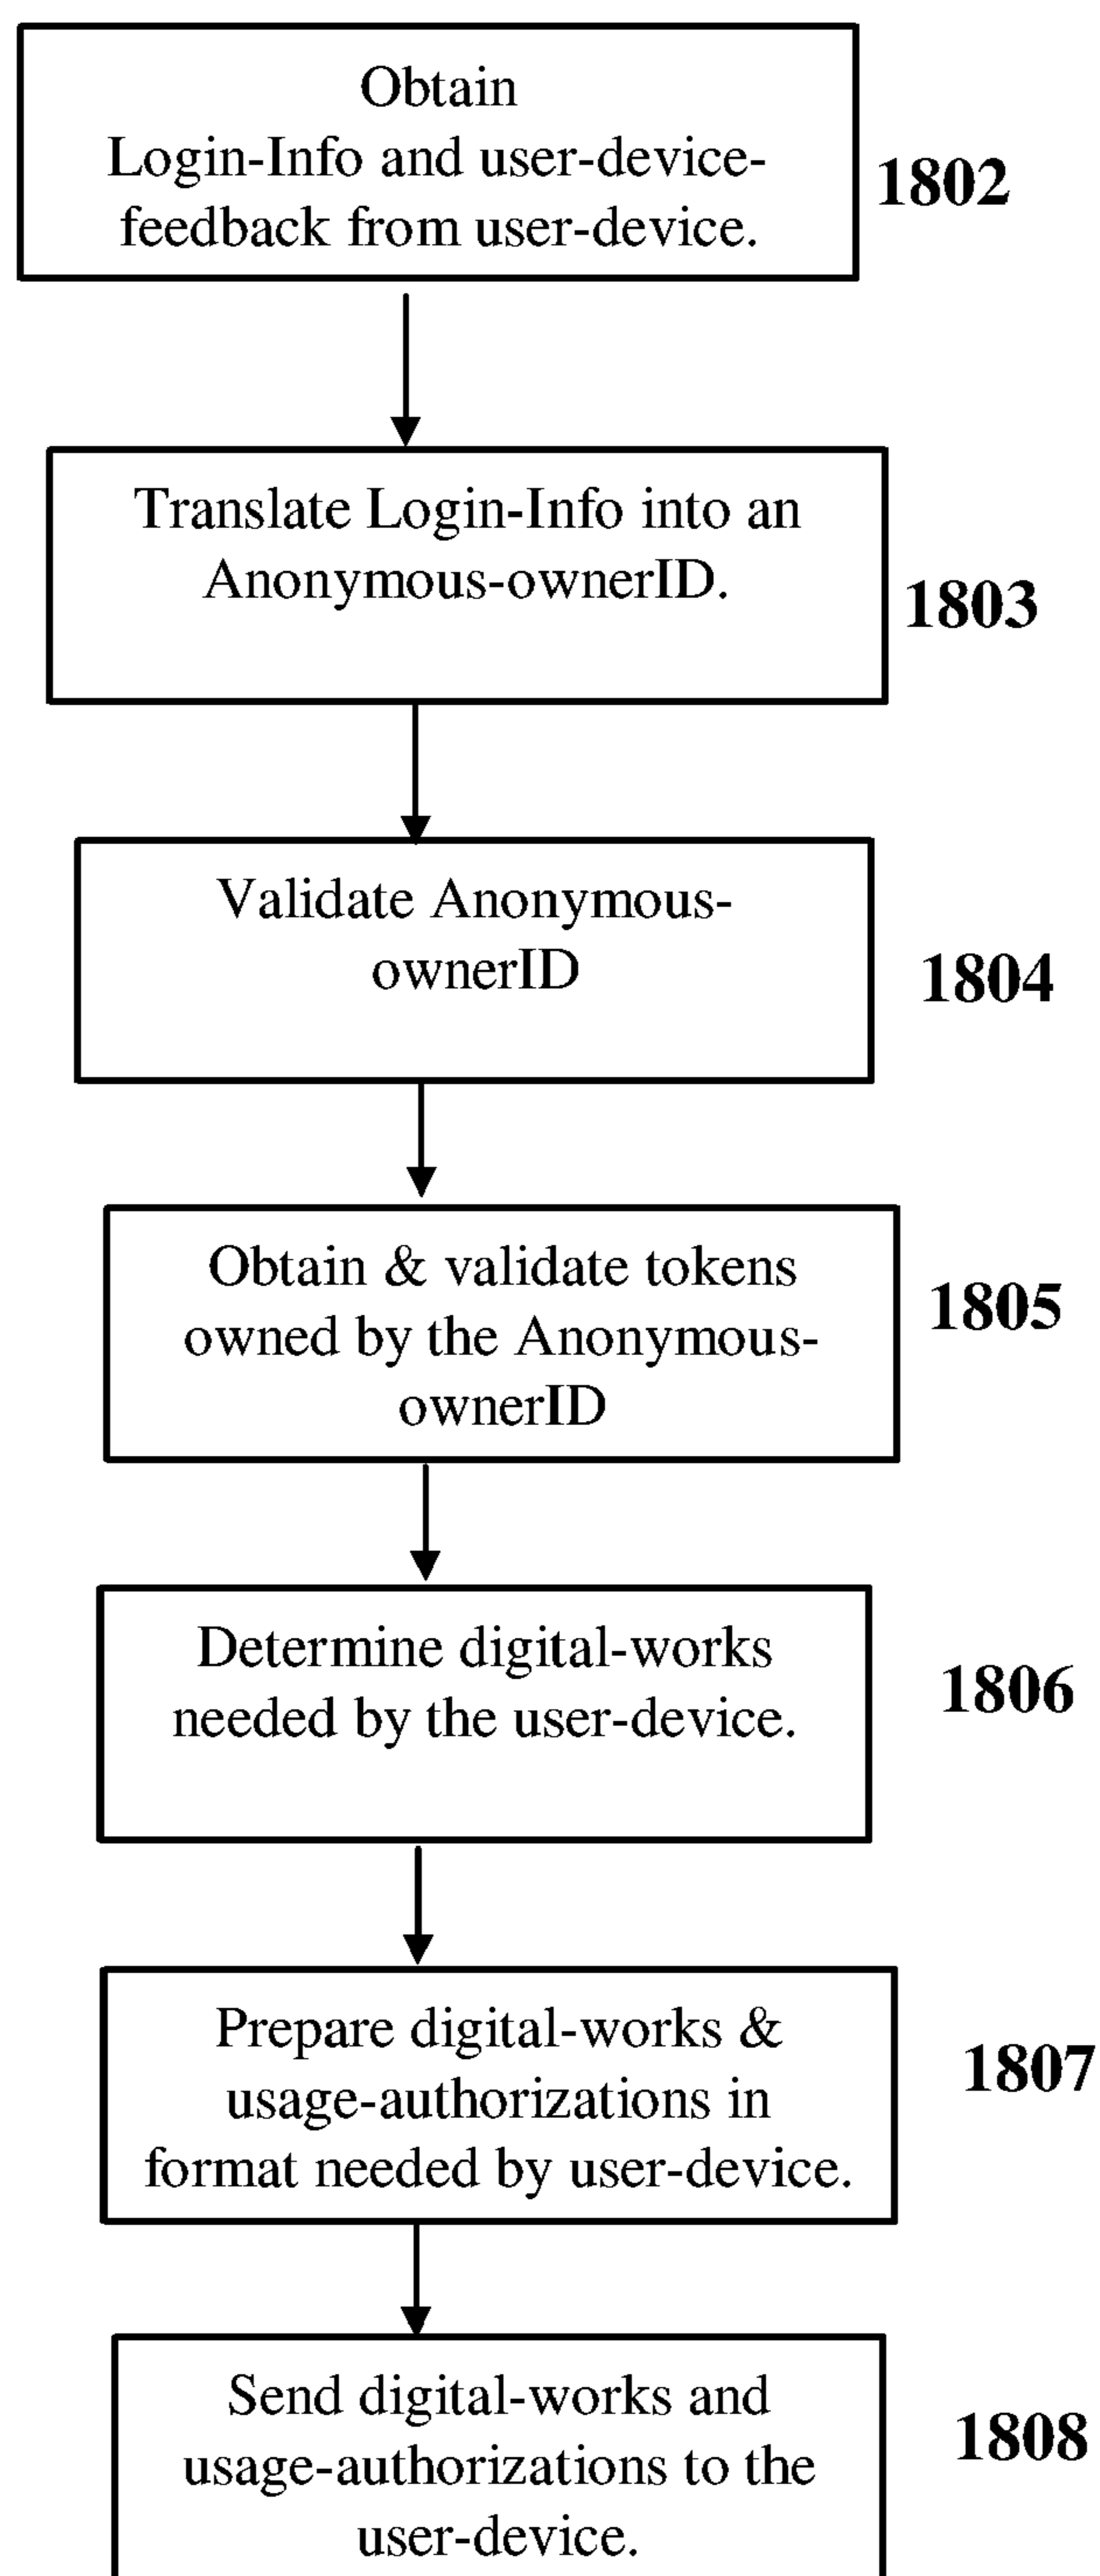 Obtain
Login-Info and user-device-
feedback from user-device.
1802
Translate Login-Info into an
Anonymous-ownerID.
1803
Validate Anonymous-
ownerID
1804
Obtain & validate tokens
owned by the Anonymous-
ownerID
1805
Determine digital-works
needed by the user-device.
1806
Prepare digital-works &
usage-authorizations in
format needed by user-device.
1807
Send digital-works and
usage-authorizations to the
user-device.
1808